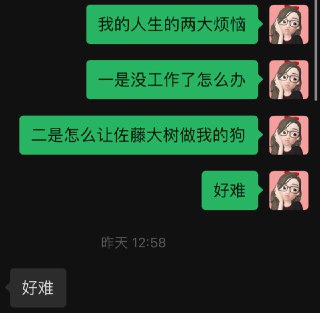 我的人生的两大烦恼
一是没工作了怎么办
二是怎么让佐藤大树做我的狗
好难
昨天 12:58
好难